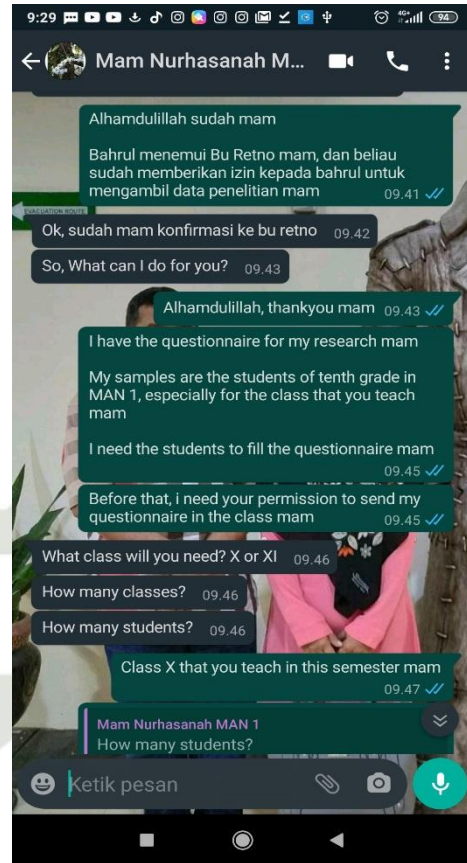 9:29
94
Mam Nurhasanah M...
Alhamdulillah sudah mam
Bahrul menemui Bu Retno mam, dan beliau
sudah memberikan izin kepada bahrul untuk
mengambil data penelitian mam
09.41
EVACUATION ROUTE
Ok, sudah mam konfirmasi ke bu retno 09.42
So, What can I do for you? 09.43
Alhamdulillah, thankyou mam 09.43
I have the questionnaire for my research mam
My samples are the students of tenth grade in
MAN 1, especially for the class that you teach
mam
I need the students to fill the questionnaire mam
09.45
Before that, i need your permission to send my
questionnaire in the class mam 09.45
What class will you need? X or XI 09.46
How many classes? 09.46
How many students? 09.46
Class X that you teach in this semester mam
09.47
Mam Nurhasanah MAN 1
How many students?
Ketik pesan